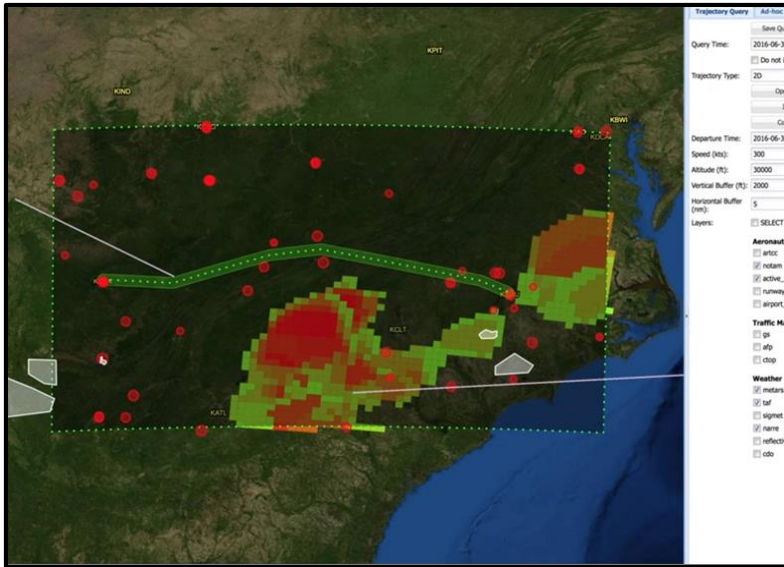 Trajectory Query Ad-hoc
Save Qu
Query Time: 2016-06-3
Do not i
Trajectory Type: 2D
Op
Departure Time: 2016-06-3
Speed (kts): 300
Altitude (ft): 30000
Vertical Buffer (ft): 2000
Horizontal Buffer
(nm): 5
Layers: SELECT
Aeronaut
artcc
notam
active_
runway
airport_
Traffic Ma
gs
afp
ctop
Weather
metars
taf
sigmet
narre
reflectiv
cdo
KPIT
KIND
KBWI
KCLT
KATL